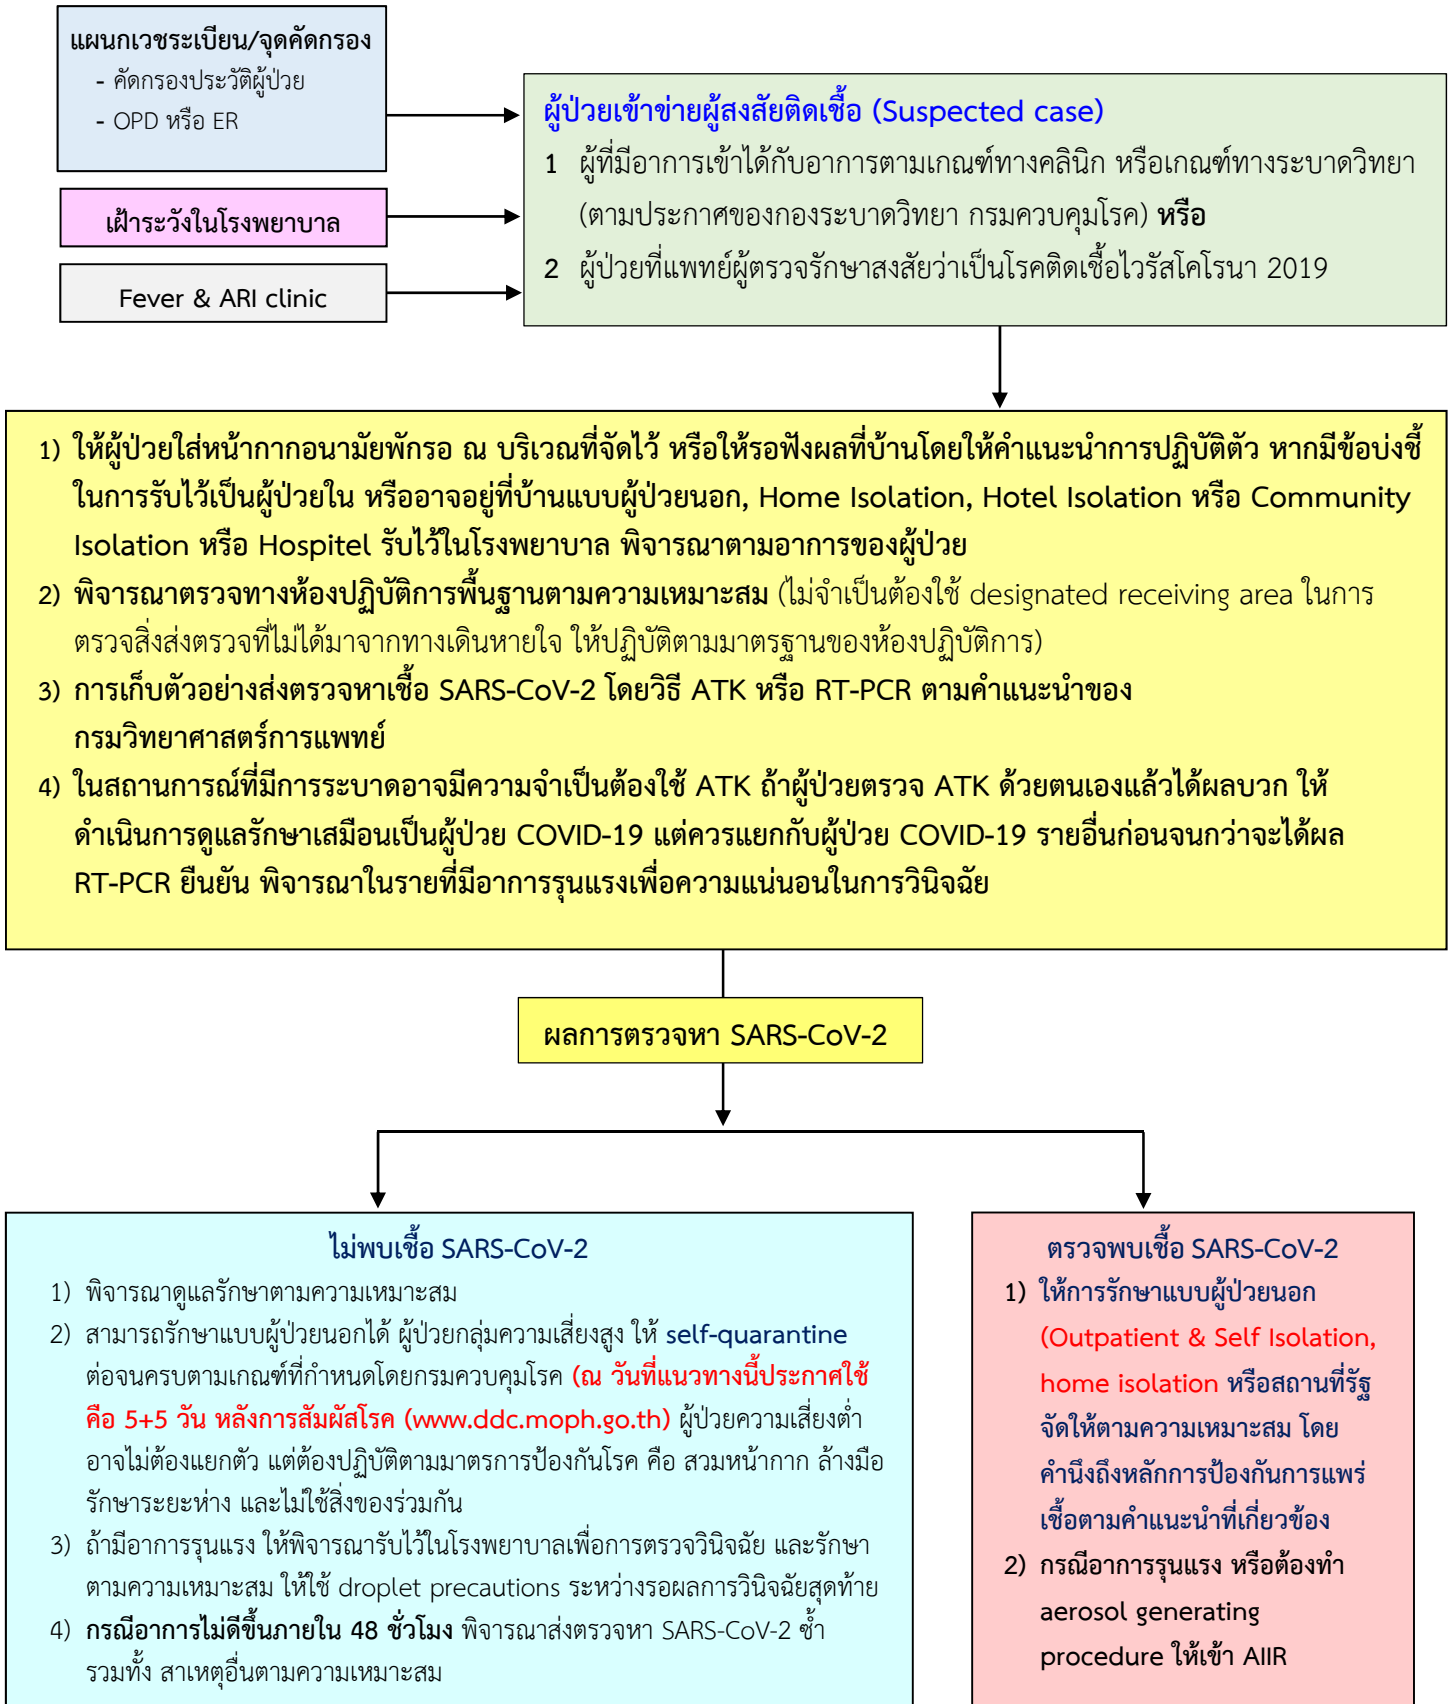 แผนกเวชระเบียน/จุดคัดกรอง
- คัดกรองประวัติผู้ป่วย
- OPD หรือ ER
เฝ้าระวังในโรงพยาบาล
Fever & ARI clinic
ผู้ป่วยเข้าข่ายผู้สงสัยติดเชื้อ (Suspected case)
1 ผู้ที่มีอาการเข้าได้กับอาการตามเกณฑ์ทางคลินิก หรือเกณฑ์ทางระบาดวิทยา
(ตามประกาศของกองระบาดวิทยา กรมควบคุมโรค) หรือ
2 ผู้ป่วยที่แพทย์ผู้ตรวจรักษาสงสัยว่าเป็นโรคติดเชื้อไวรัสโคโรนา 2019
1) ให้ผู้ป่วยใส่หน้ากากอนามัยพักรอ ณ บริเวณที่จัดไว้ หรือให้รอฟังผลที่บ้านโดยให้คำแนะนำการปฏิบัติตัว หากมีข้อบ่งชี้
ในการรับไว้เป็นผู้ป่วยใน หรืออาจอยู่ที่บ้านแบบผู้ป่วยนอก, Home Isolation, Hotel Isolation หรือ Community
Isolation หรือ Hospitel รับไว้ในโรงพยาบาล พิจารณาตามอาการของผู้ป่วย
2) พิจารณาตรวจทางห้องปฏิบัติการพื้นฐานตามความเหมาะสม (ไม่จำเป็นต้องใช้ designated receiving area ในการ
ตรวจสิ่งส่งตรวจที่ไม่ได้มาจากทางเดินหายใจ ให้ปฏิบัติตามมาตรฐานของห้องปฏิบัติการ)
3) การเก็บตัวอย่างส่งตรวจหาเชื้อ SARS-CoV-2 โดยวิธี ATK หรือ RT-PCR ตามคำแนะนำของ
กรมวิทยาศาสตร์การแพทย์
4) ในสถานการณ์ที่มีการระบาดอาจมีความจำเป็นต้องใช้ ATK ถ้าผู้ป่วยตรวจ ATK ด้วยตนเองแล้วได้ผลบวก ให้
ดำเนินการดูแลรักษาเสมือนเป็นผู้ป่วย COVID-19 แต่ควรแยกกับผู้ป่วย COVID-19 รายอื่นก่อนจนกว่าจะได้ผล
RT-PCR ยืนยัน พิจารณาในรายที่มีอาการรุนแรงเพื่อความแน่นอนในการวินิจฉัย
ผลการตรวจหา SARS-CoV-2
ไม่พบเชื้อ SARS-CoV-2
1) พิจารณาดูแลรักษาตามความเหมาะสม
2) สามารถรักษาแบบผู้ป่วยนอกได้ ผู้ป่วยกลุ่มความเสี่ยงสูง ให้ self-quarantine
ต่อจนครบตามเกณฑ์ที่กำหนดโดยกรมควบคุมโรค (ณ วันที่แนวทางนี้ประกาศใช้
คือ 5+5 วัน หลังการสัมผัสโรค (www.ddc.moph.go.th) ผู้ป่วยความเสี่ยงต่ำ
อาจไม่ต้องแยกตัว แต่ต้องปฏิบัติตามมาตรการป้องกันโรค คือ สวมหน้ากาก ล้างมือ
รักษาระยะห่าง และไม่ใช้สิ่งของร่วมกัน
3) ถ้ามีอาการรุนแรง ให้พิจารณารับไว้ในโรงพยาบาลเพื่อการตรวจวินิจฉัย และรักษา
ตามความเหมาะสม ให้ใช้ droplet precautions ระหว่างรอผลการวินิจฉัยสุดท้าย
4) กรณีอาการไม่ดีขึ้นภายใน 48 ชั่วโมง พิจารณาส่งตรวจหา SARS-CoV-2 ซ้ำ
รวมทั้ง สาเหตุอื่นตามความเหมาะสม
ตรวจพบเชื้อ SARS-CoV-2
1) ให้การรักษาแบบผู้ป่วยนอก
(Outpatient & Self Isolation,
home isolation หรือสถานที่รัฐ
จัดให้ตามความเหมาะสม โดย
คำนึงถึงหลักการป้องกันการแพร่
เชื้อตามคำแนะนำที่เกี่ยวข้อง
2) กรณีอาการรุนแรง หรือต้องทำ
aerosol generating
procedure ให้เข้า AIIR